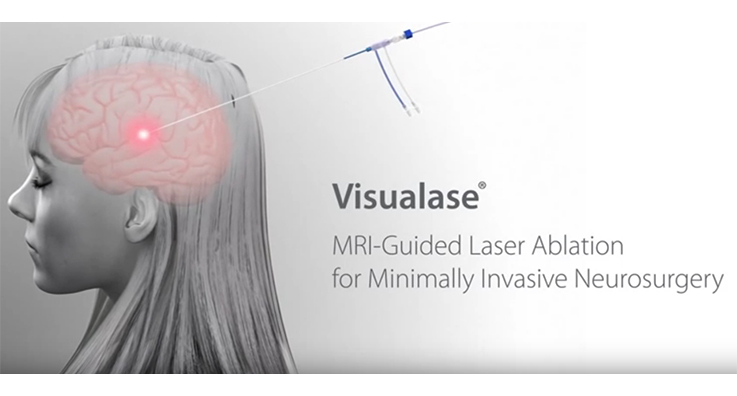 Visualase®
MRI-Guided Laser Ablation
for Minimally Invasive Neurosurgery